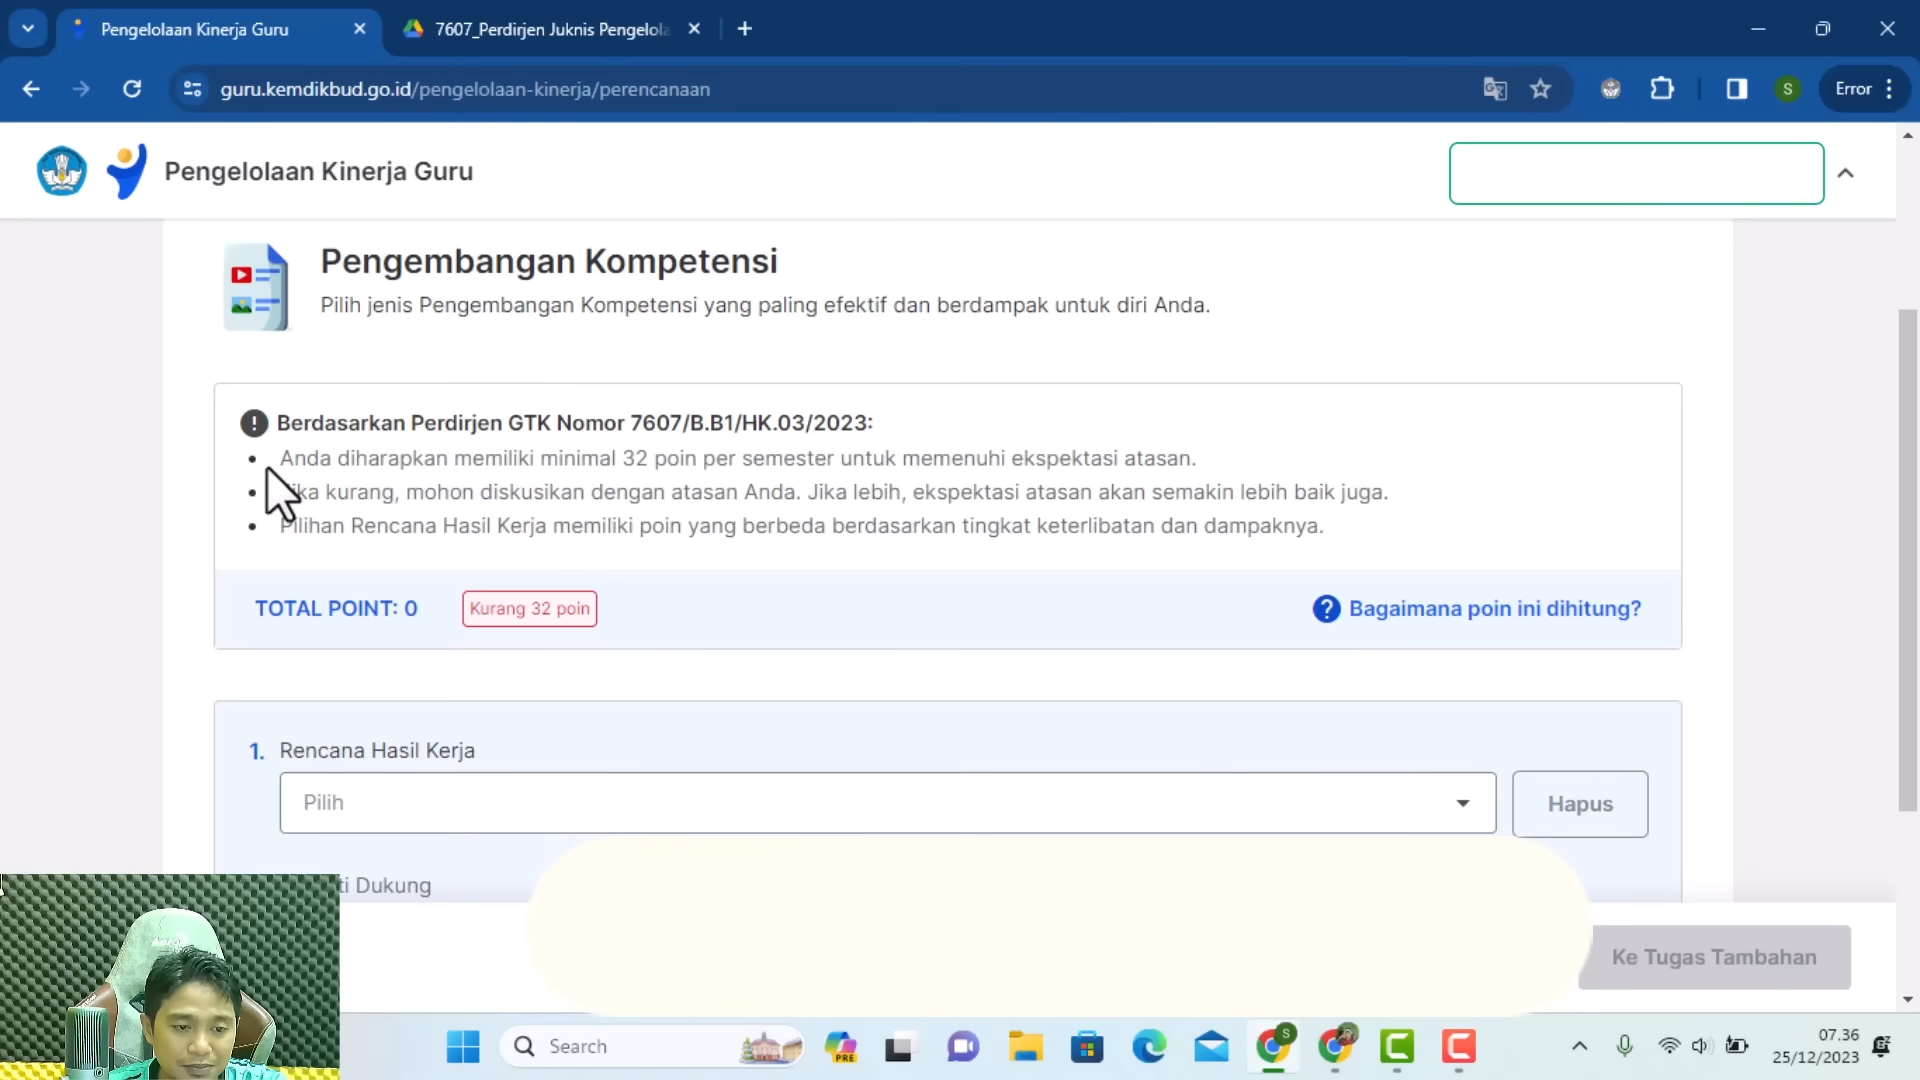 Pengelolaan Kinerja Guru
7607_Perdirjen Juknis Pengelola
guru.kemdikbud.go.id/pengelolaan-kinerja/perencanaan
S
Error
Pengelolaan Kinerja Guru
Pengembangan Kompetensi
Pilih jenis Pengembangan Kompetensi yang paling efektif dan berdampak untuk diri Anda.
Berdasarkan Perdirjen GTK Nomor 7607/B.B1/HK.03/2023:
• Anda diharapkan memiliki minimal 32 poin per semester untuk memenuhi ekspektasi atasan.
• Jika kurang, mohon diskusikan dengan atasan Anda. Jika lebih, ekspektasi atasan akan semakin lebih baik juga.
• Pilihan Rencana Hasil Kerja memiliki poin yang berbeda berdasarkan tingkat keterlibatan dan dampaknya.
TOTAL POINT: 0 Kurang 32 poin
Bagaimana poin ini dihitung?
1. Rencana Hasil Kerja
Pilih
Hapus
ti Dukung
Ke Tugas Tambahan
Search
PRE
S
07.36
25/12/2023